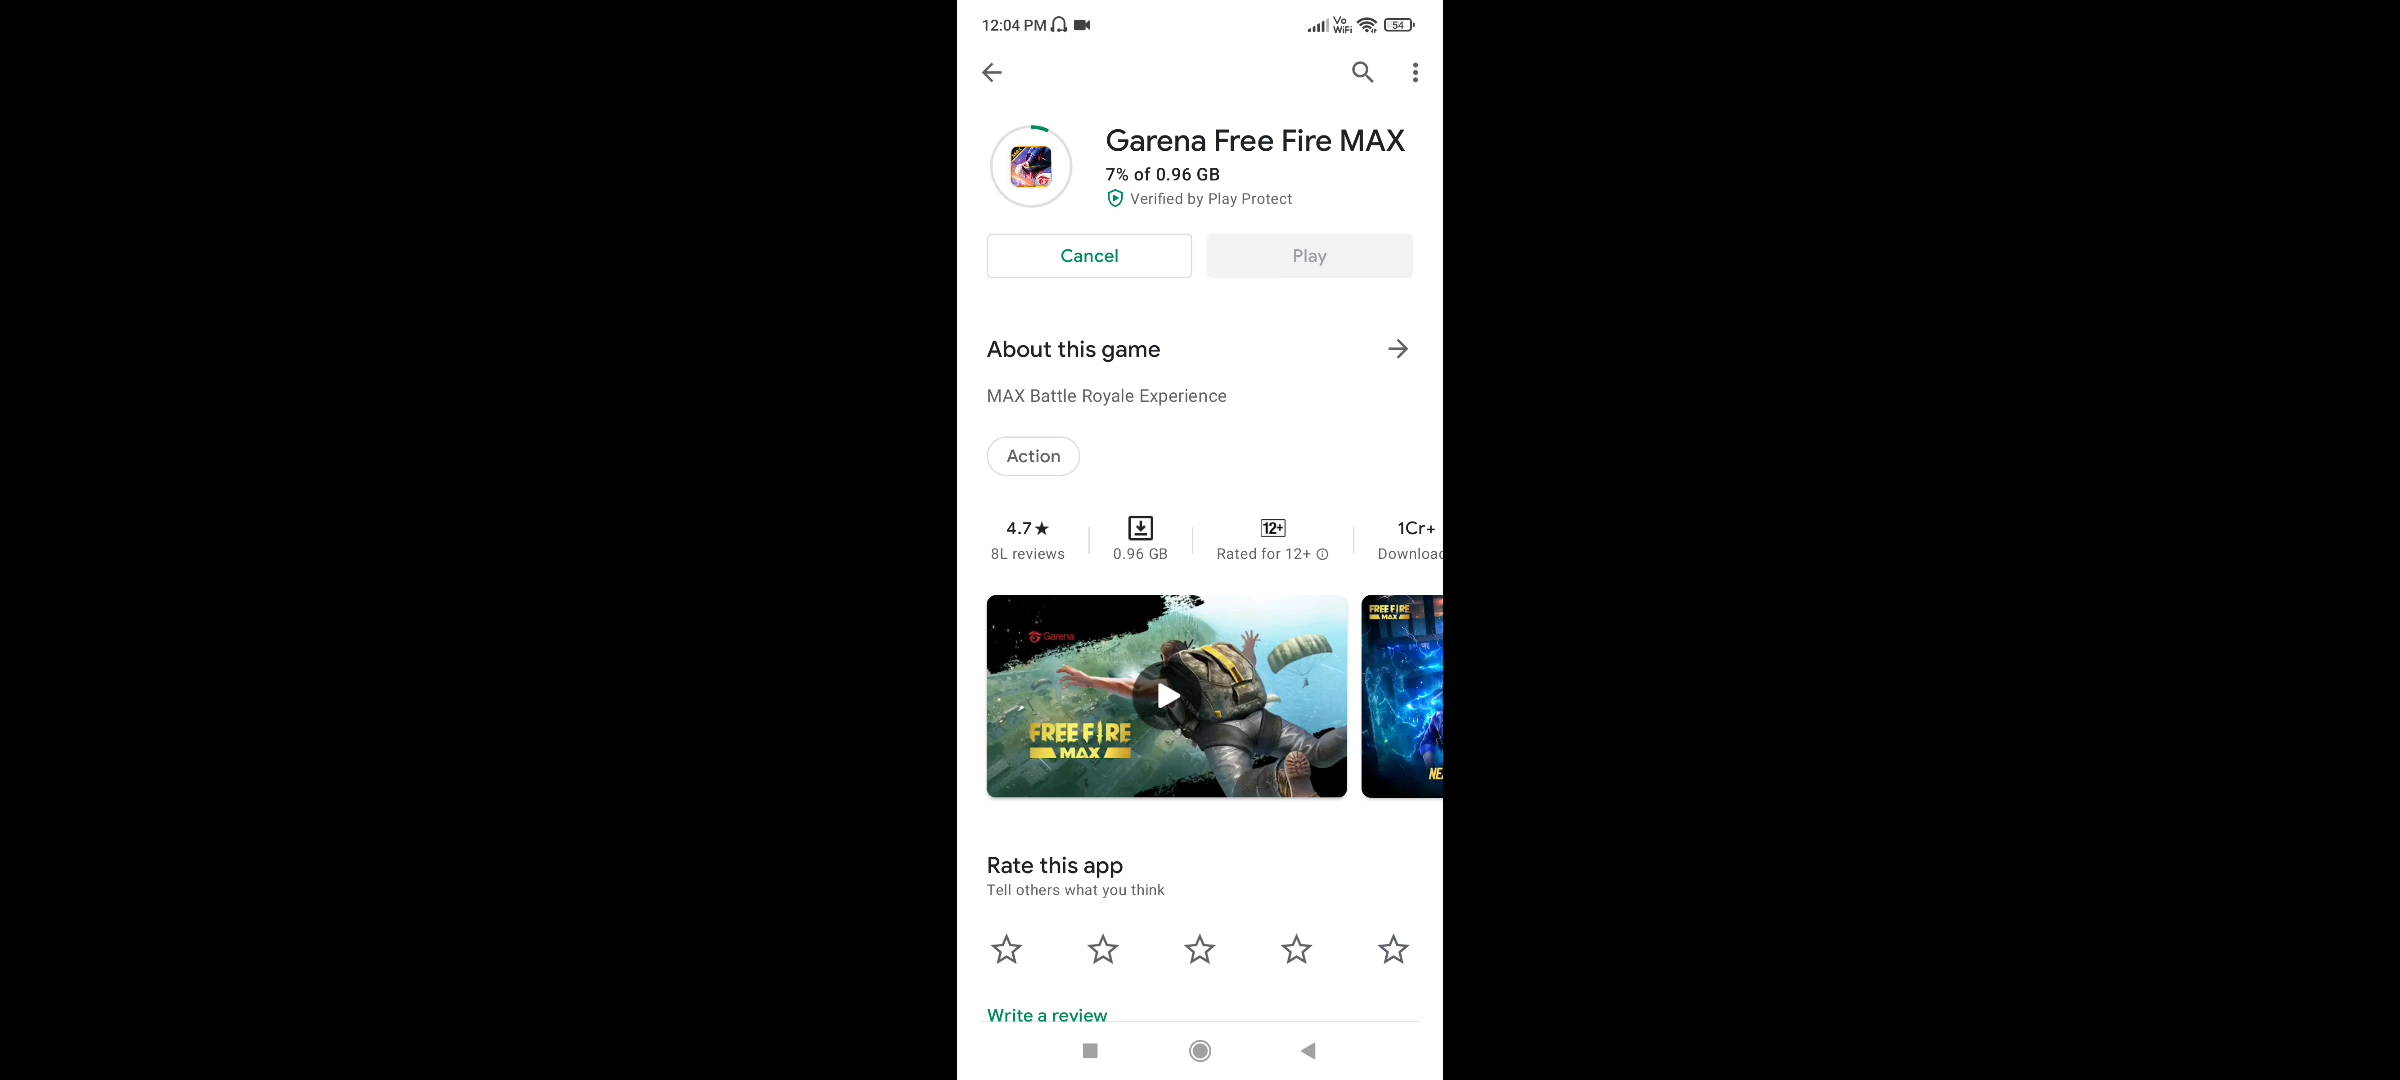 12:04 PM
Vo
WiFi
54
Garena Free Fire MAX
7% of 0.96 GB
Verified by Play Protect
Cancel
Play
About this game
MAX Battle Royale Experience
Action
4.7★
12+
1Cr+
8L reviews
0.96 GB
Rated for 12+
Downloac
Garena
FREE FIRE
MAX
FREE FIRE
MAX
NE
Rate this app
Tell others what you think
Write a review